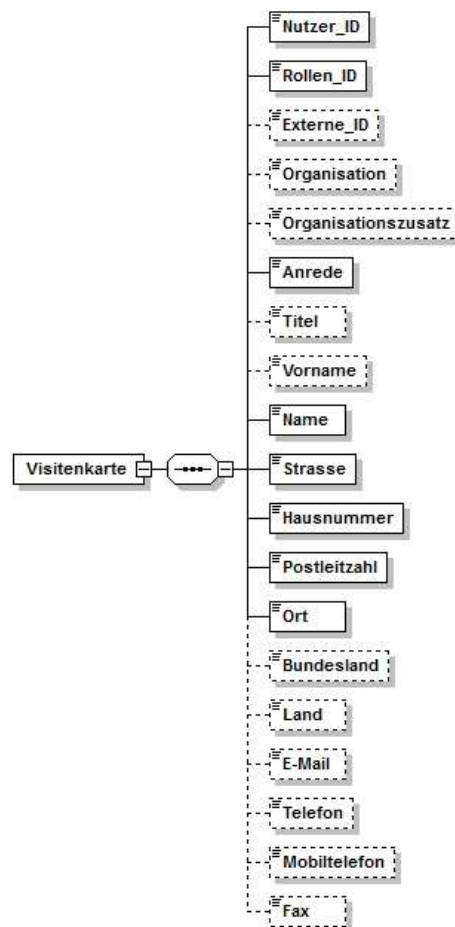 Nutzer_ID
Rollen_ID
Externe_ID
Organisation
Organisationszusatz
Anrede
Titel
Vorname
Name
Visitenkarte
Strasse
Hausnummer
Postleitzahl
Ort
Bundesland
Land
E-Mail
Telefon
Mobiltelefon
Fax